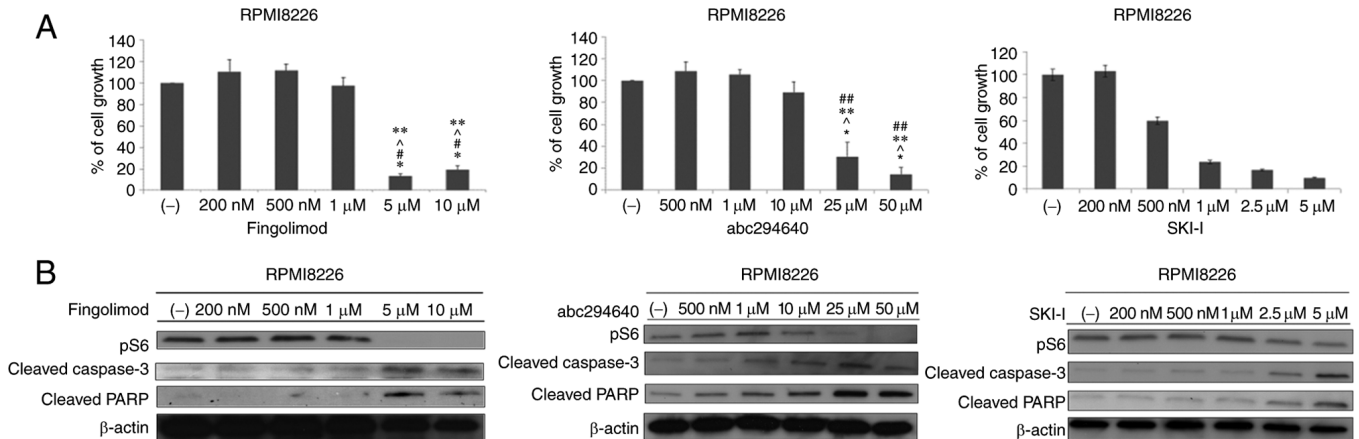 A
RPMI8226
% of cell growth
140
120
100
80
60
40
20
0
**
^
#
*
**
^
#
*
(–) 200 nM 500 nM 1 µM 5 µM 10 µM
Fingolimod
RPMI8226
% of cell growth
140
120
100
80
60
40
20
0
##
**
^
*
##
**
^
*
(–) 500 nM 1 µM 10 µM 25 µM 50 µM
abc294640
RPMI8226
% of cell growth
120
100
80
60
40
20
0
(–) 200 nM 500 nM 1 µM 2.5 µM 5 µM
SKI-I
B
RPMI8226
Fingolimod (–) 200 nM 500 nM 1 µM 5 µM 10 µM
pS6
Cleaved caspase-3
Cleaved PARP
β-actin
RPMI8226
abc294640 (–) 500 nM 1 µM 10 µM 25 µM 50 µM
pS6
Cleaved caspase-3
Cleaved PARP
β-actin
RPMI8226
SKI-I (–) 200 nM 500 nM 1µM 2.5 µM 5 µM
pS6
Cleaved caspase-3
Cleaved PARP
β-actin